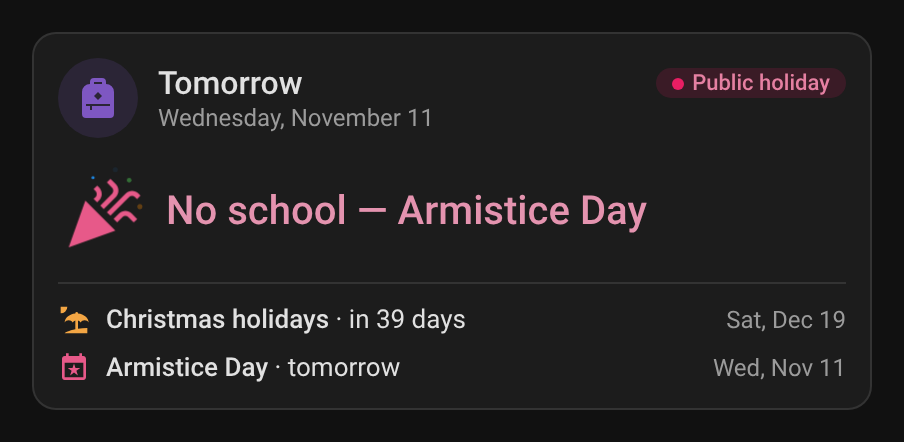 Tomorrow
Public holiday
Wednesday, November 11
No school — Armistice Day
Christmas holidays · in 39 days
Sat, Dec 19
Armistice Day · tomorrow
Wed, Nov 11